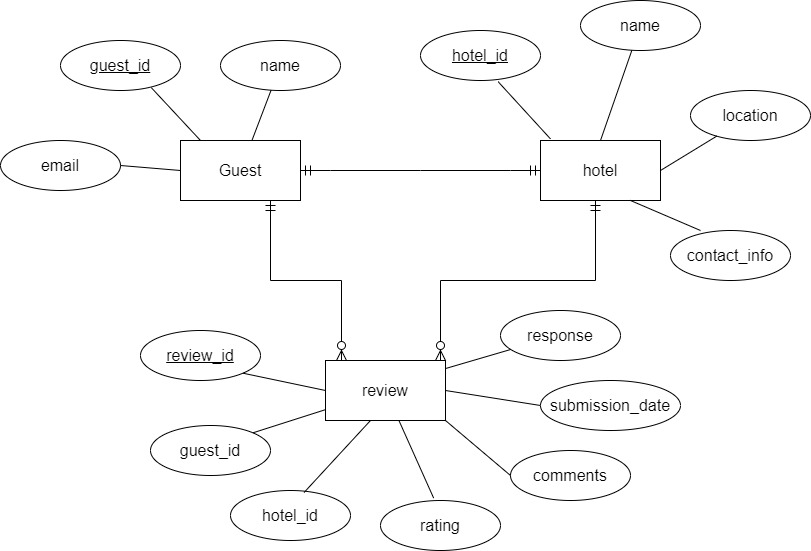 name
hotel_id
guest_id
name
location
email
Guest
hotel
contact_info
response
review_id
review
submission_date
guest_id
comments
hotel_id
rating